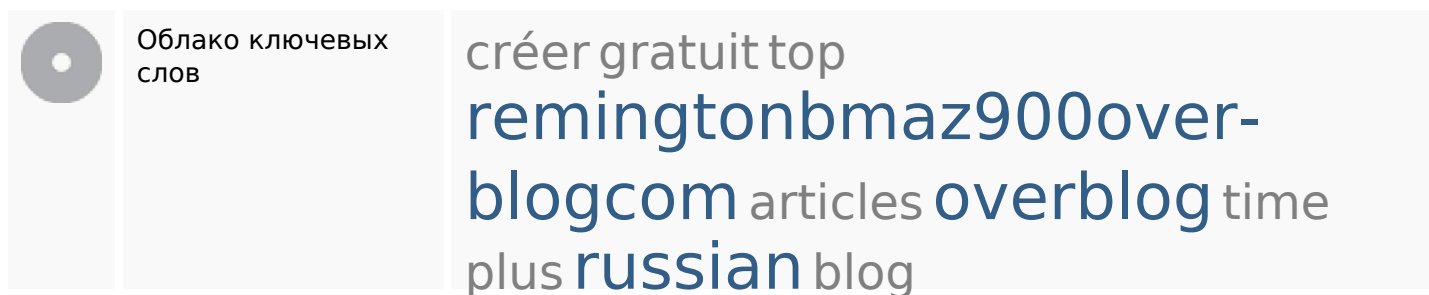 Облако ключевых
слов
créer gratuit top
remingtonbmaz900over-
blogcom articles overblog time
plus russian blog